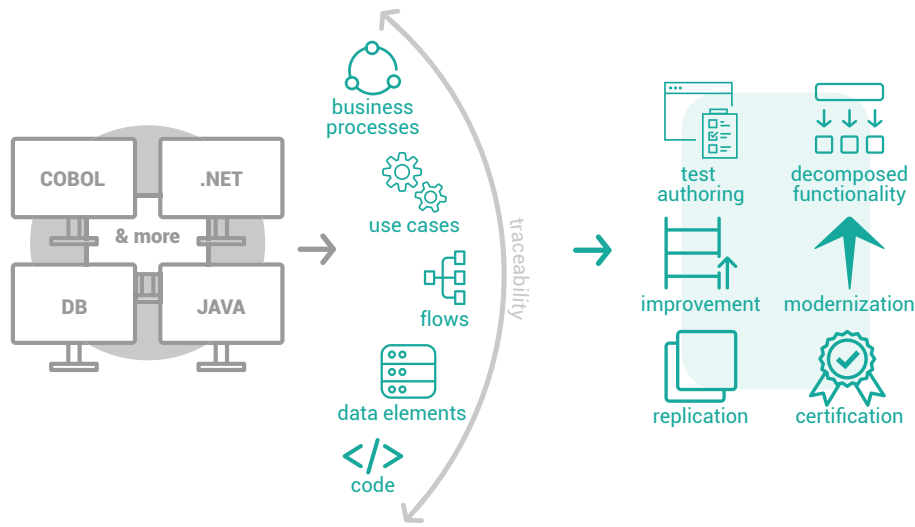 COBOL
.NET
& more
DB
JAVA
business
processes
use cases
flows
data elements
code
traceability
test
authoring
decomposed
functionality
improvement
modernization
replication
certification